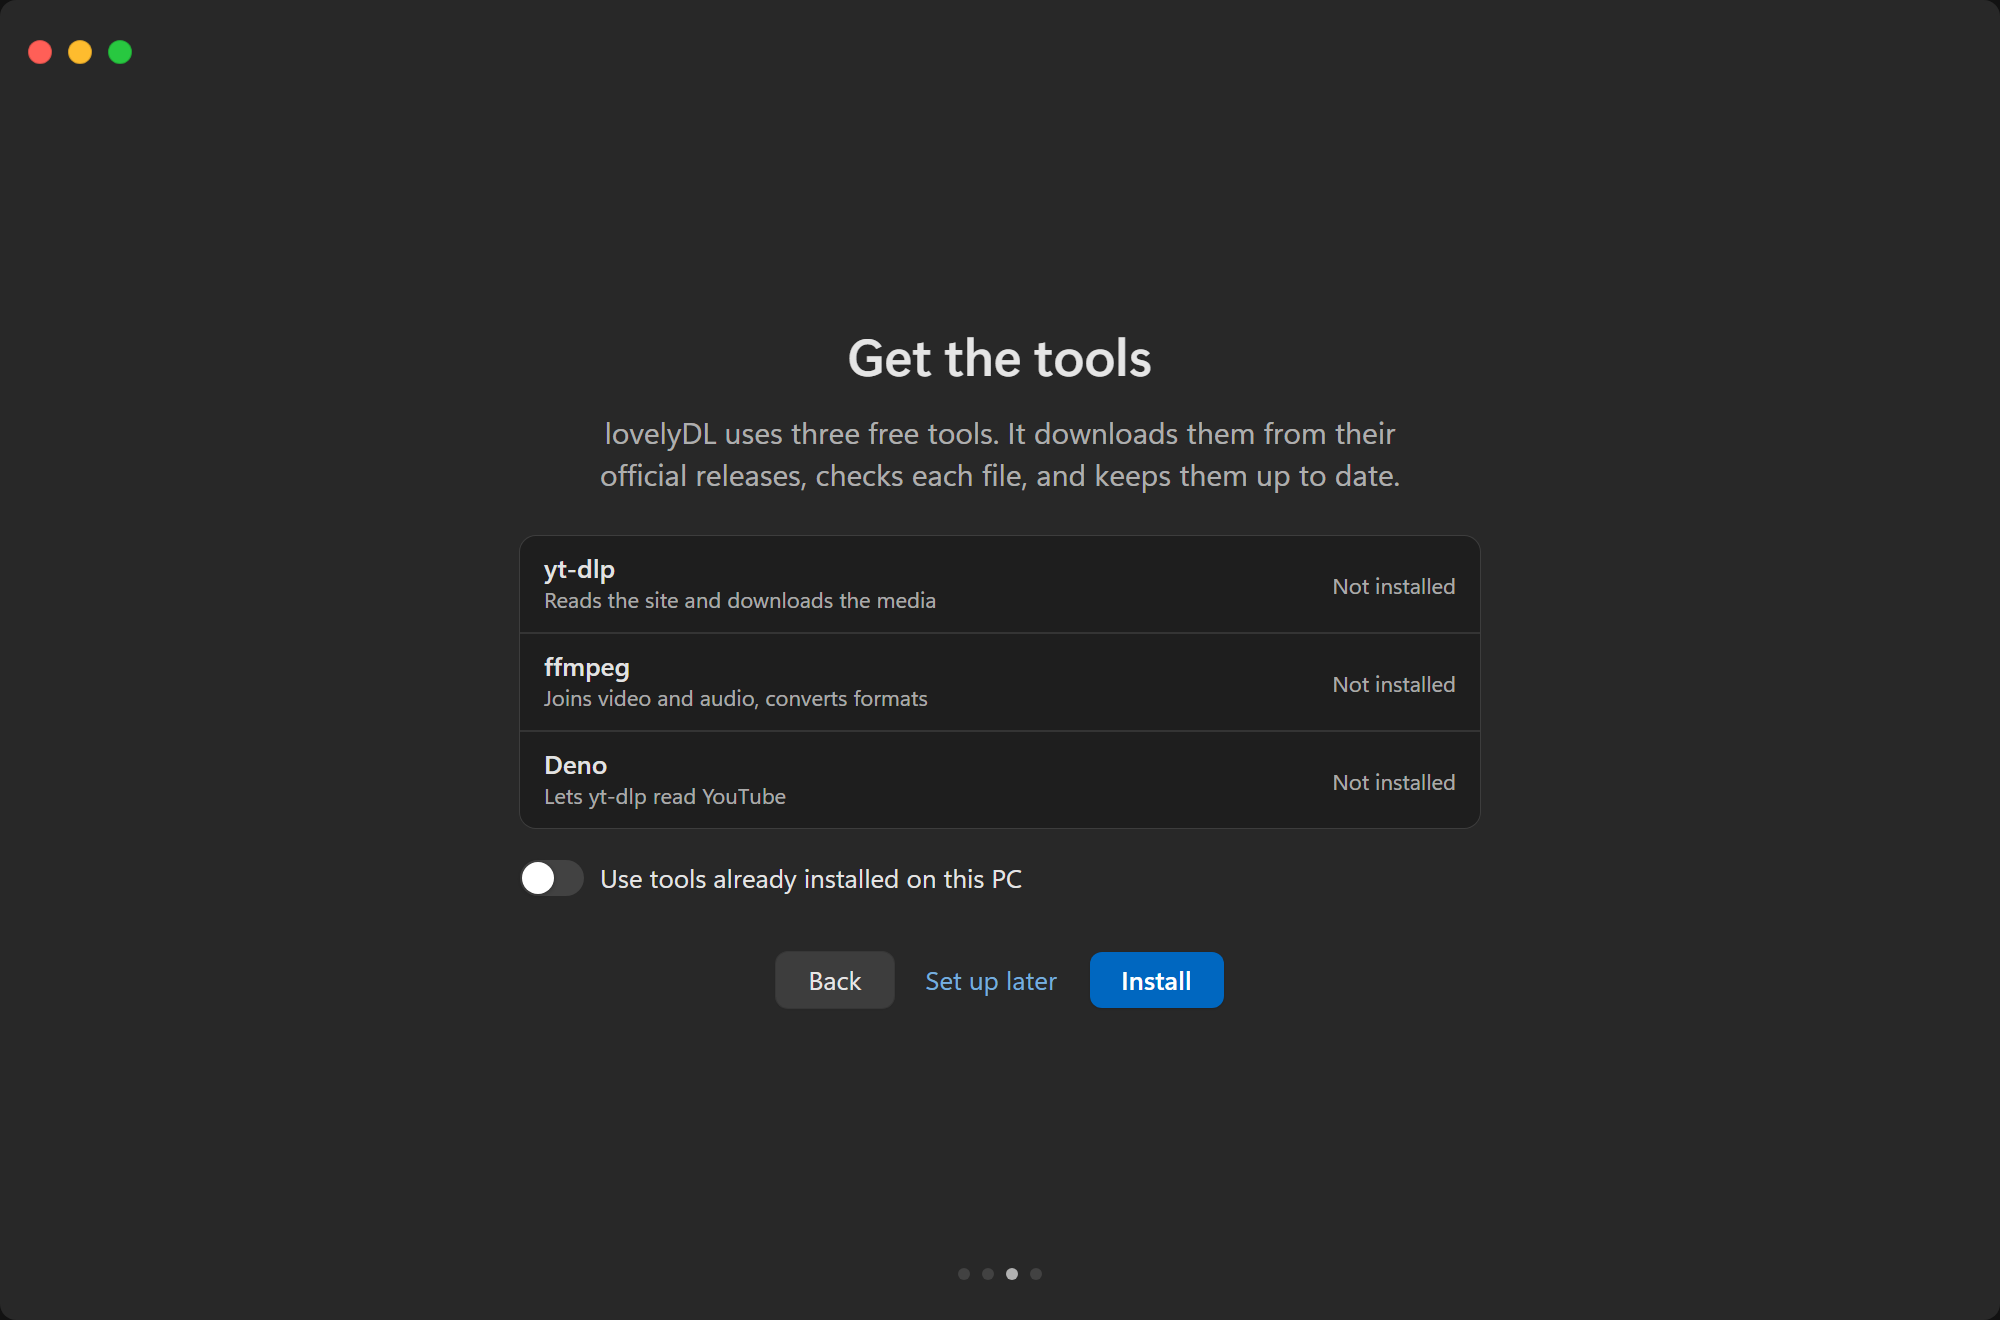 Get the tools
lovelyDL uses three free tools. It downloads them from their
official releases, checks each file, and keeps them up to date.
yt-dlp
Reads the site and downloads the media
Not installed
ffmpeg
Joins video and audio, converts formats
Not installed
Deno
Lets yt-dlp read YouTube
Not installed
Use tools already installed on this PC
Back
Set up later
Install